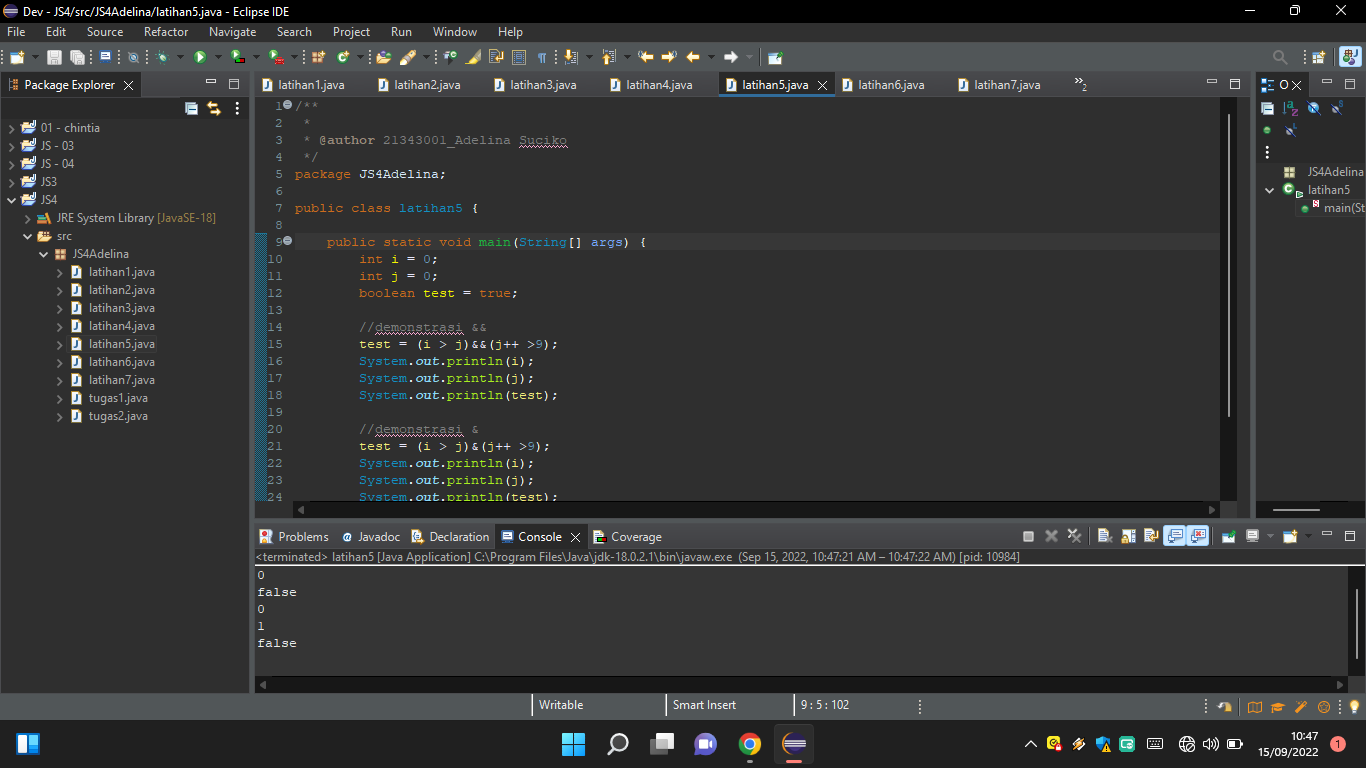 Dev - JS4/src/JS4Adelina/latihan5.java - Eclipse IDE
File Edit Source Refactor Navigate Search Project Run Window Help
Package Explorer
latihan1.java latihan2.java latihan3.java latihan4.java latihan5.java latihan6.java latihan7.java »2
O
01 - chintia
JS - 03
JS - 04
JS3
JS4
JRE System Library [JavaSE-18]
src
JS4Adelina
latihan1.java
latihan2.java
latihan3.java
latihan4.java
latihan5.java
latihan6.java
latihan7.java
tugas1.java
tugas2.java
1 /**
2 *
3 * @author 21343001_Adelina Suciko
4 */
5 package JS4Adelina;
6
7 public class latihan5 {
8
9 public static void main(String[] args) {
10 int i = 0;
11 int j = 0;
12 boolean test = true;
13
14 //demonstrasi &&
15 test = (i > j)&&(j++ >9);
16 System.out.println(i);
17 System.out.println(j);
18 System.out.println(test);
19
20 //demonstrasi &
21 test = (i > j)&(j++ >9);
22 System.out.println(i);
23 System.out.println(j);
24 System.out.println(test);
JS4Adelina
latihan5
main(St
Problems Javadoc Declaration Console Coverage
<terminated> latihan5 [Java Application] C:\Program Files\Java\jdk-18.0.2.1\bin\javaw.exe (Sep 15, 2022, 10:47:21 AM – 10:47:22 AM) [pid: 10984]
0
false
0
1
false
Writable Smart Insert 9 : 5 : 102
10:47
15/09/2022
1